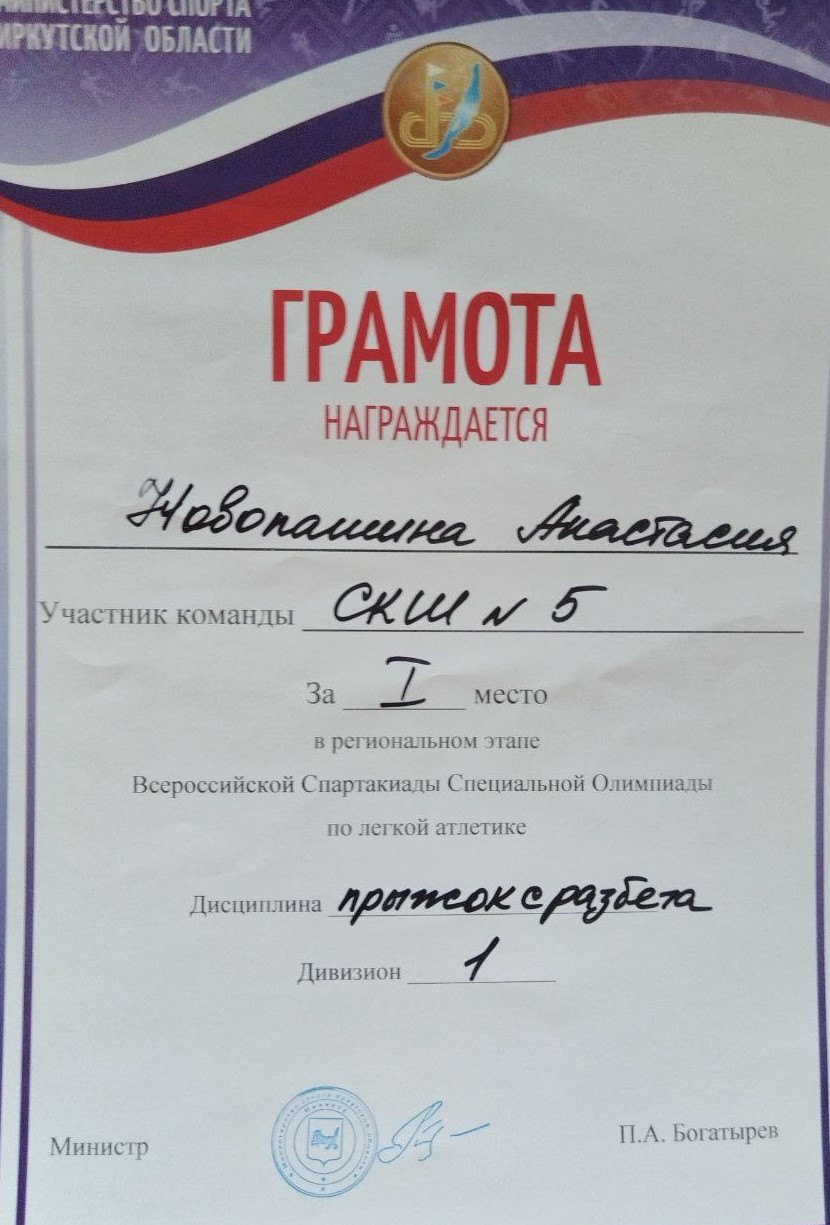 МИНИСТЕРСТВО СПОРТА
ИРКУТСКОЙ ОБЛАСТИ
ГРАМОТА
НАГРАЖДАЕТСЯ
Новопашина Анастасия
Участник команды СКШ № 5
За I место
в региональном этапе
Всероссийской Спартакиады Специальной Олимпиады
по легкой атлетике
Дисциплина прыжок с разбега
Дивизион 1
Министр
П.А. Богатырев